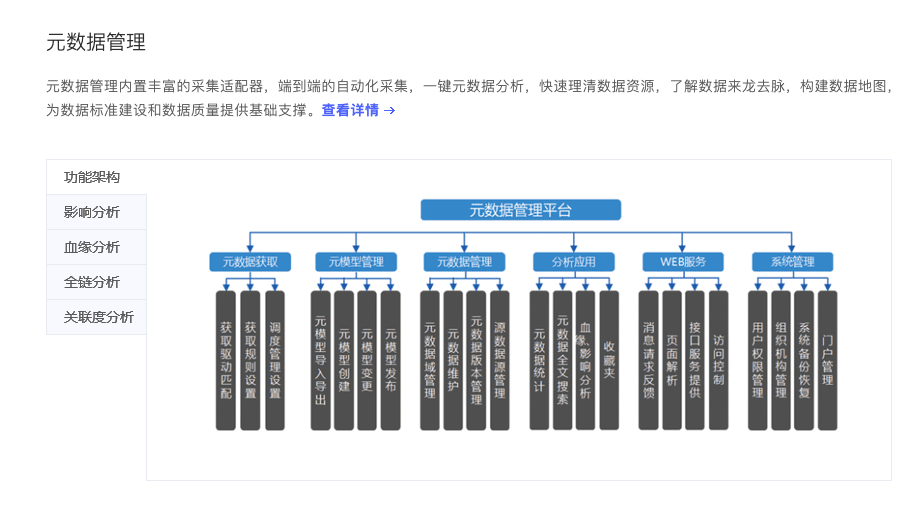 元数据管理
元数据管理内置丰富的采集适配器，端到端的自动化采集，一键元数据分析，快速理清数据资源，了解数据来龙去脉，构建数据地图，
为数据标准建设和数据质量提供基础支撑。查看详情 →
功能架构
影响分析
血缘分析
全链分析
关联度分析
元数据管理平台
元数据获取
元模型管理
元数据管理
分析应用
WEB服务
系统管理
获取驱动匹配
获取规则设置
调度管理设置
元模型导入导出
元模型创建
元模型变更
元模型发布
元数据域管理
元数据维护
元数据版本管理
源数据源管理
元数据统计
元数据全文搜索
血缘、影响分析
收藏夹
消息请求反馈
页面解析
接口服务提供
访问控制
用户权限管理
组织机构管理
系统备份恢复
门户管理